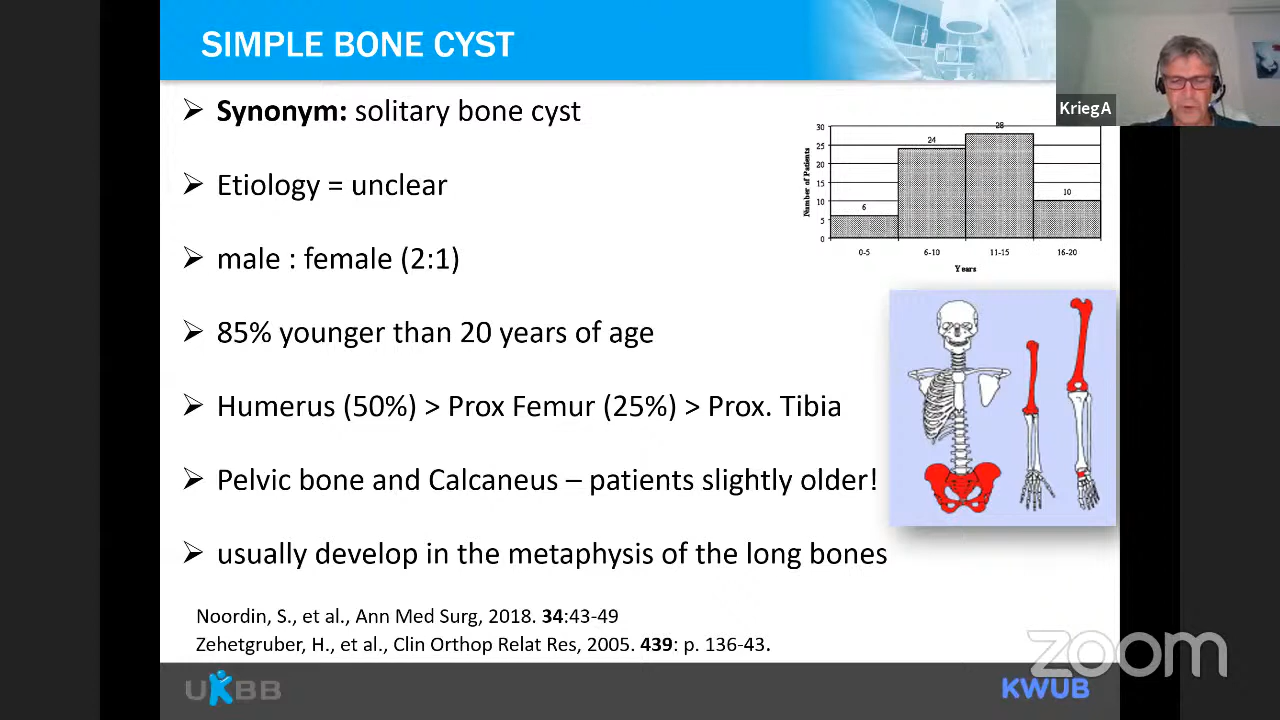 SIMPLE BONE CYST
KriegA
➢ Synonym: solitary bone cyst
➢ Etiology = unclear
➢ male : female (2:1)
➢ 85% younger than 20 years of age
➢ Humerus (50%) > Prox Femur (25%) > Prox. Tibia
➢ Pelvic bone and Calcaneus – patients slightly older!
➢ usually develop in the metaphysis of the long bones
Number of Patients
30
25
20
15
10
5
0
6
24
28
10
0-5 6-10 11-15 16-20
Years
Noordin, S., et al., Ann Med Surg, 2018. 34:43-49
Zehetgruber, H., et al., Clin Orthop Relat Res, 2005. 439: p. 136-43.
zoom
UKBB
KWUB